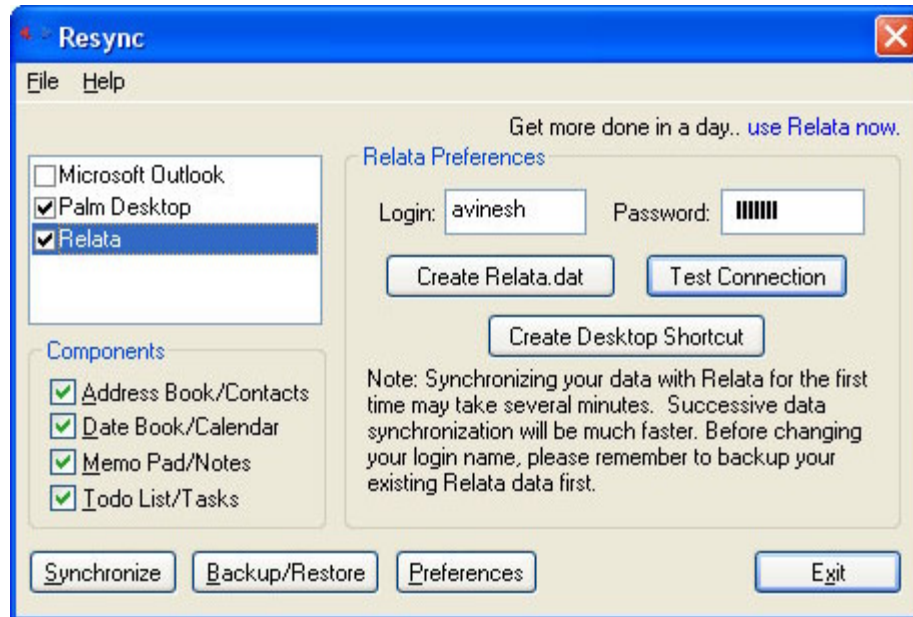 Resync
File Help
Get more done in a day.. use Relata now.
Microsoft Outlook
Palm Desktop
Relata
Components
Address Book/Contacts
Date Book/Calendar
Memo Pad/Notes
Todo List/Tasks
Relata Preferences
Login: avinesh Password:
Create Relata.dat Test Connection
Create Desktop Shortcut
Note: Synchronizing your data with Relata for the first
time may take several minutes. Successive data
synchronization will be much faster. Before changing
your login name, please remember to backup your
existing Relata data first.
Synchronize Backup/Restore Preferences Exit